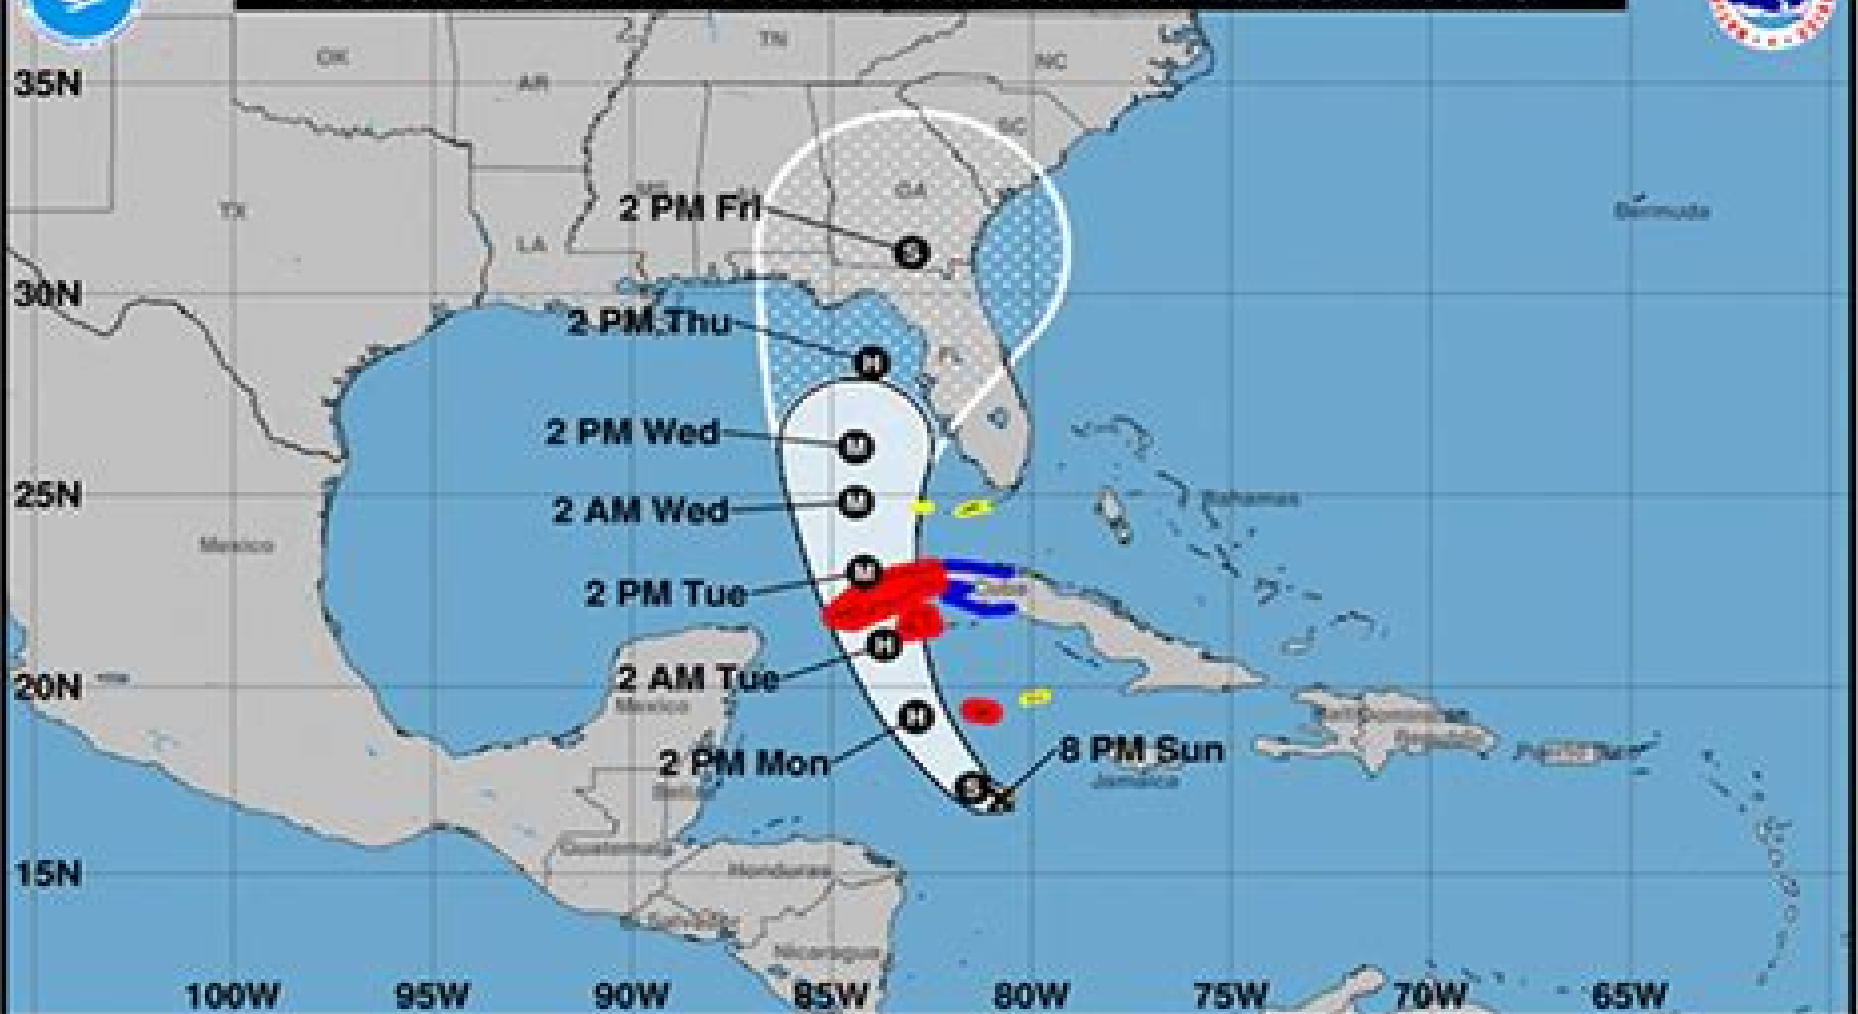 TN
OK
NC
AR
35N
SC
GA
TX
2 PM Fri
Bermuda
LA
30N
2 PM Thu
FL
2 PM Wed
25N
Bahamas
2 AM Wed
Mexico
2 PM Tue
2 AM Tue
20N
Mexico
8 PM Sun
2 PM Mon
Jamaica
Guatemala
Honduras
15N
Nicaragua
100W
95W
90W
85W
80W
75W
70W
65W
H
M
M
M
H
H
S
S
X